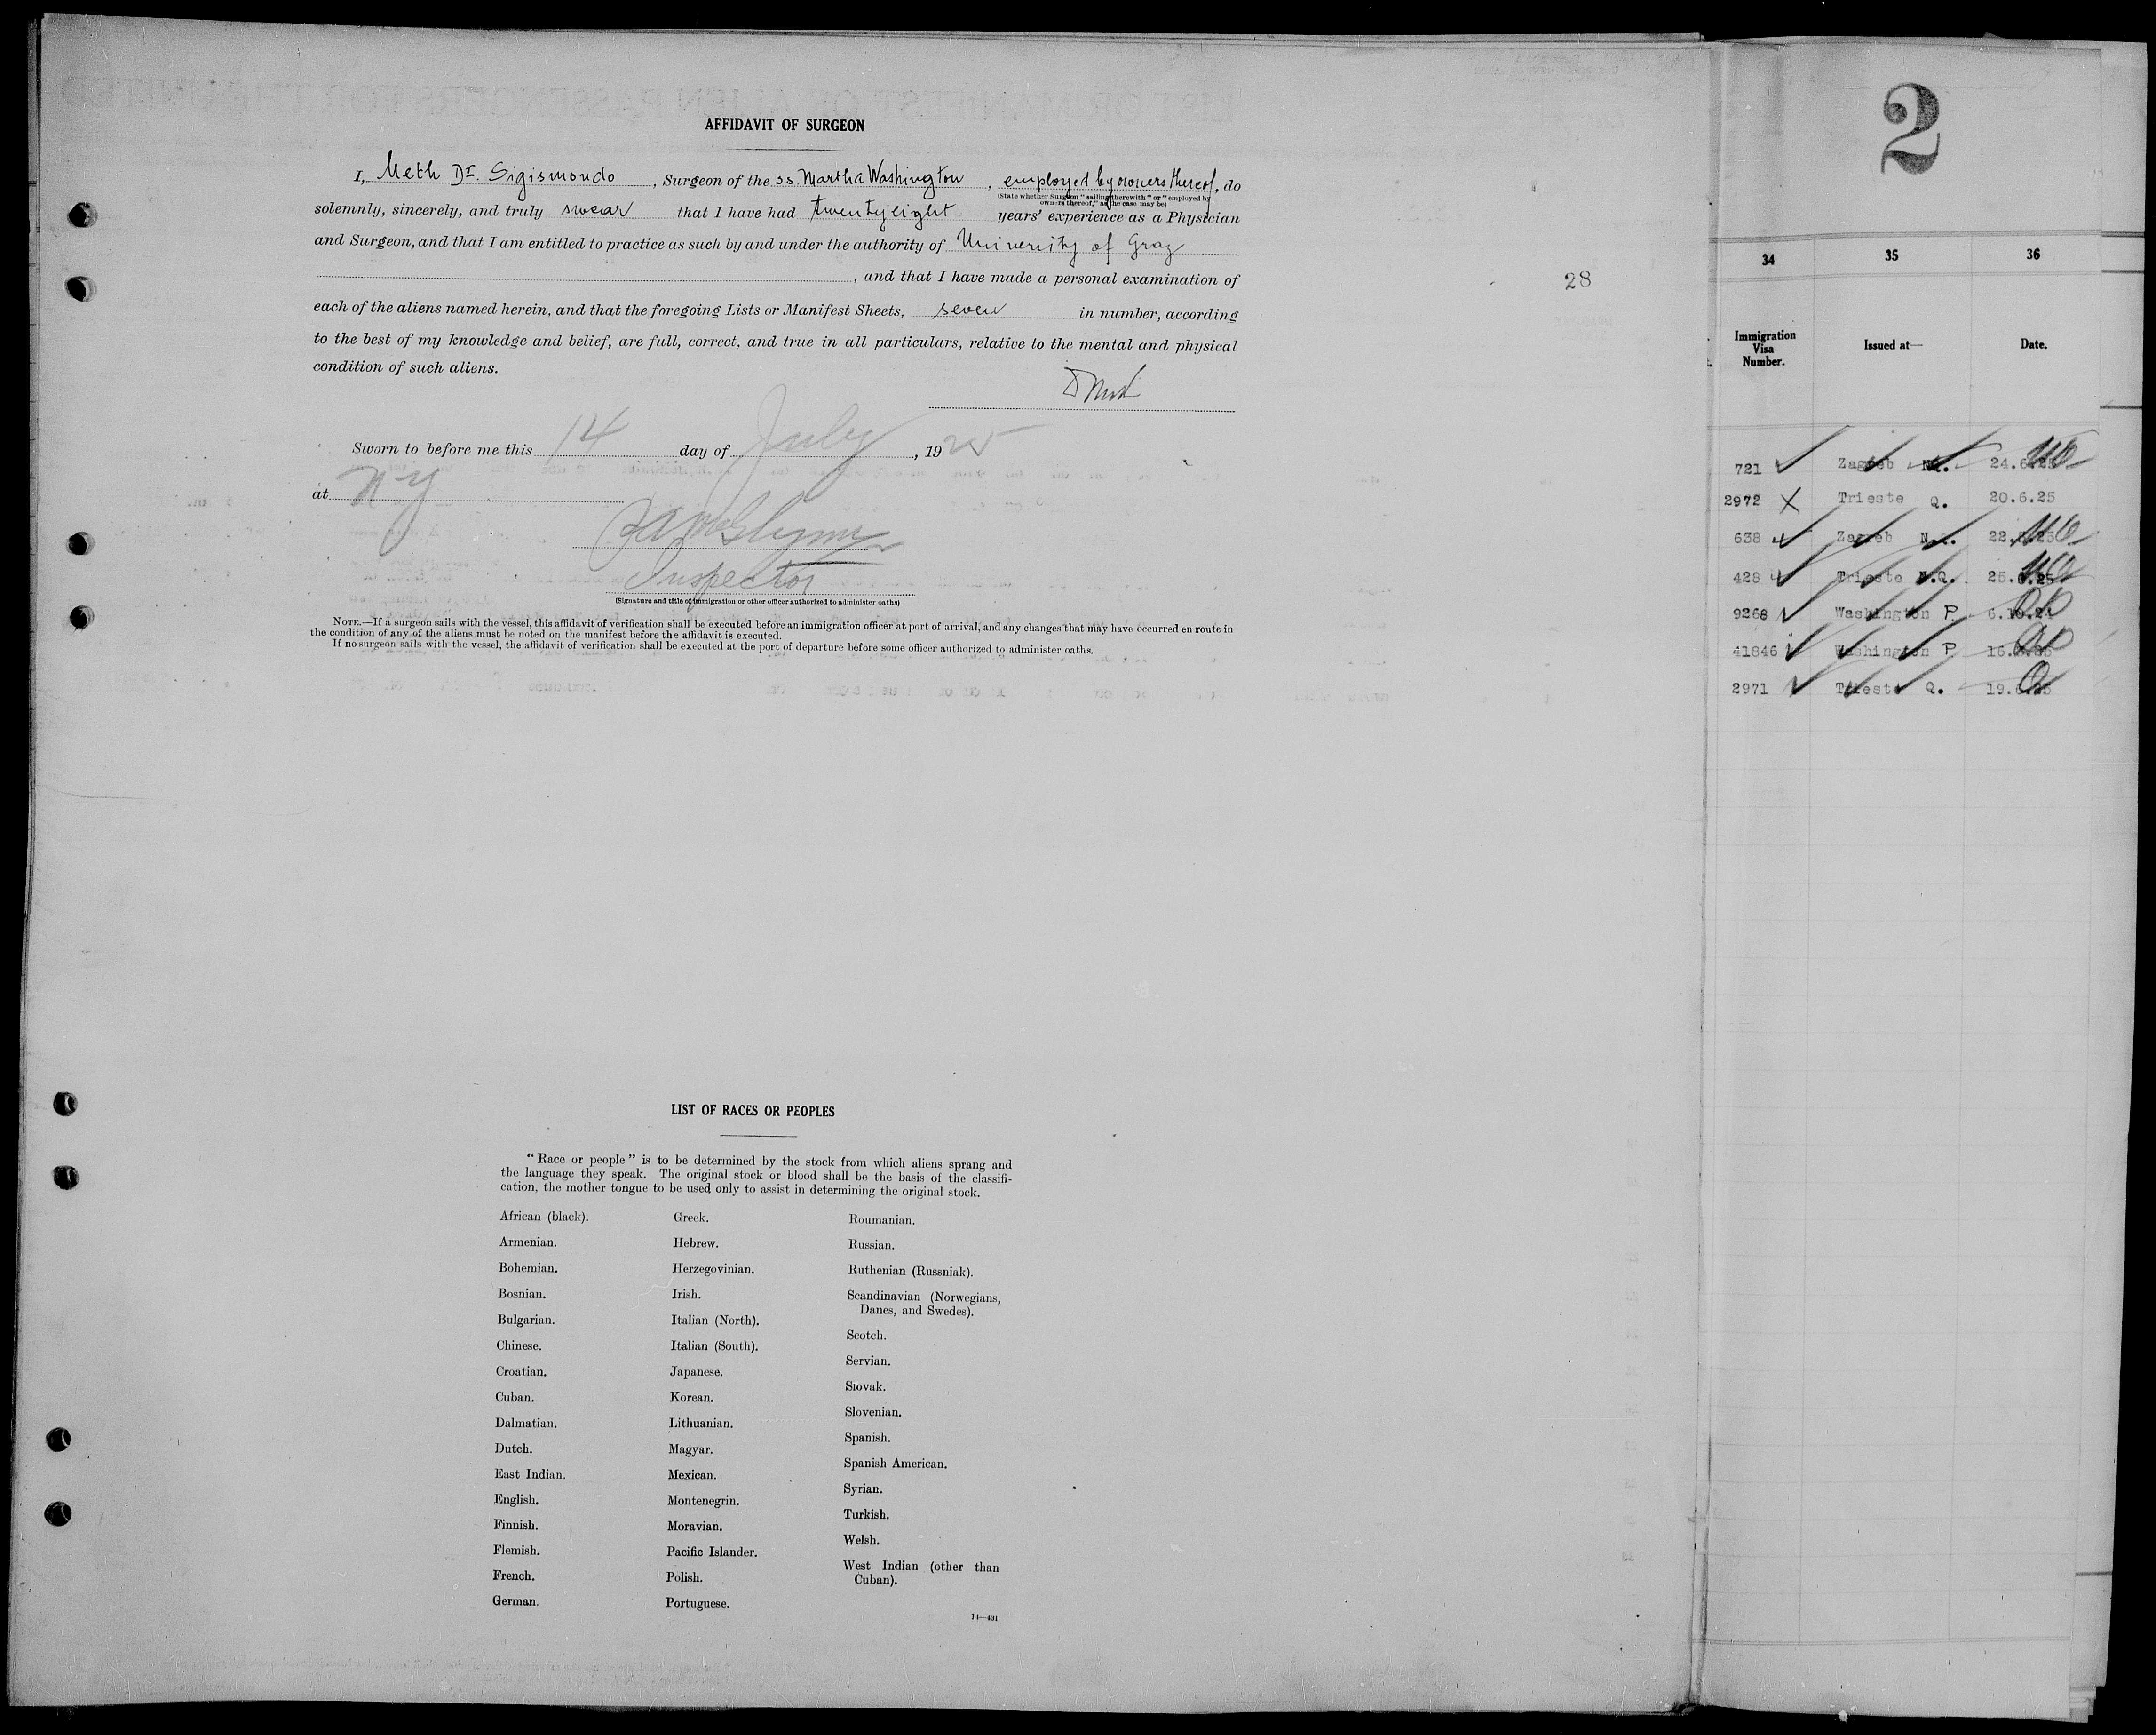 AFFIDAVIT OF SURGEON
I, Meth Dr. Sigismondo, Surgeon of the ss. Martha Washington, employed by owners thereof, do
(State whether Surgeon "sailing therewith" or "employed by
owners thereof," as the case may be)
solemnly, sincerely, and truly swear that I have had twentyeight years' experience as a Physician
and Surgeon, and that I am entitled to practice as such by and under the authority of University of Graz
, and that I have made a personal examination of
each of the aliens named herein, and that the foregoing Lists or Manifest Sheets, seven in number, according
to the best of my knowledge and belief, are full, correct, and true in all particulars, relative to the mental and physical
condition of such aliens.
Sworn to before me this 14 day of July, 1925
at N Y
Inspector
(Signature and title of immigration or other officer authorized to administer oaths)
NOTE.—If a surgeon sails with the vessel, this affidavit of verification shall be executed before an immigration officer at port of arrival, and any changes that may have occurred en route in
the condition of any of the aliens must be noted on the manifest before the affidavit is executed.
If no surgeon sails with the vessel, the affidavit of verification shall be executed at the port of departure before some officer authorized to administer oaths.
28
LIST OF RACES OR PEOPLES
"Race or people" is to be determined by the stock from which aliens sprang and
the language they speak. The original stock or blood shall be the basis of the classifi-
cation, the mother tongue to be used only to assist in determining the original stock.
African (black).
Armenian.
Bohemian.
Bosnian.
Bulgarian.
Chinese.
Croatian.
Cuban.
Dalmatian.
Dutch.
East Indian.
English.
Finnish.
Flemish.
French.
German.
Greek.
Hebrew.
Herzegovinian.
Irish.
Italian (North).
Italian (South).
Japanese.
Korean.
Lithuanian.
Magyar.
Mexican.
Montenegrin.
Moravian.
Pacific Islander.
Polish.
Portuguese.
Roumanian.
Russian.
Ruthenian (Russniak).
Scandinavian (Norwegians,
Danes, and Swedes).
Scotch.
Servian.
Slovak.
Slovenian.
Spanish.
Spanish American.
Syrian.
Turkish.
Welsh.
West Indian (other than
Cuban).
14—431
2
34 35 36
Immigration
Visa
Number.
Issued at—
Date.
721 Zagreb NQ. 24.6.25
2972 Trieste Q. 20.6.25
638 Zagreb 22.
428 Trieste N.Q. 25.6.25
9268 Washington P
41846 Washington P
2971 Trieste Q.